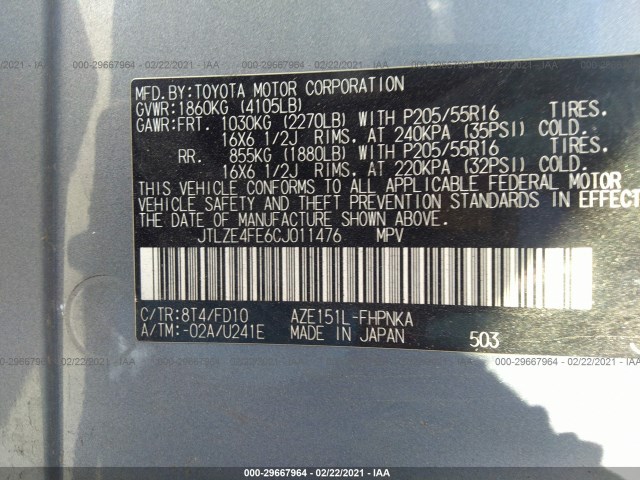 MFD.BY:TOYOTA MOTOR CORPORATION
GVWR:1860KG (4105LB)
GAWR:FRT. 1030KG (2270LB) WITH P205/55R16 TIRES.
16X6 1/2J RIMS. AT 240KPA (35PSI) COLD.
RR. 855KG (1880LB) WITH P205/55R16 TIRES.
16X6 1/2J RIMS. AT 220KPA (32PSI) COLD.
THIS VEHICLE CONFORMS TO ALL APPLICABLE FEDERAL MOTOR
VEHICLE SAFETY AND THEFT PREVENTION STANDARDS IN EFFECT
ON THE DATE OF MANUFACTURE SHOWN ABOVE.
JTLZE4FE6CJ011476 MPV
C/TR:8T4/FD10 AZE151L-FHPNKA
A/TM:-02A/U241E MADE IN JAPAN 503
000-29667964 - 02/22/2021 - IAA